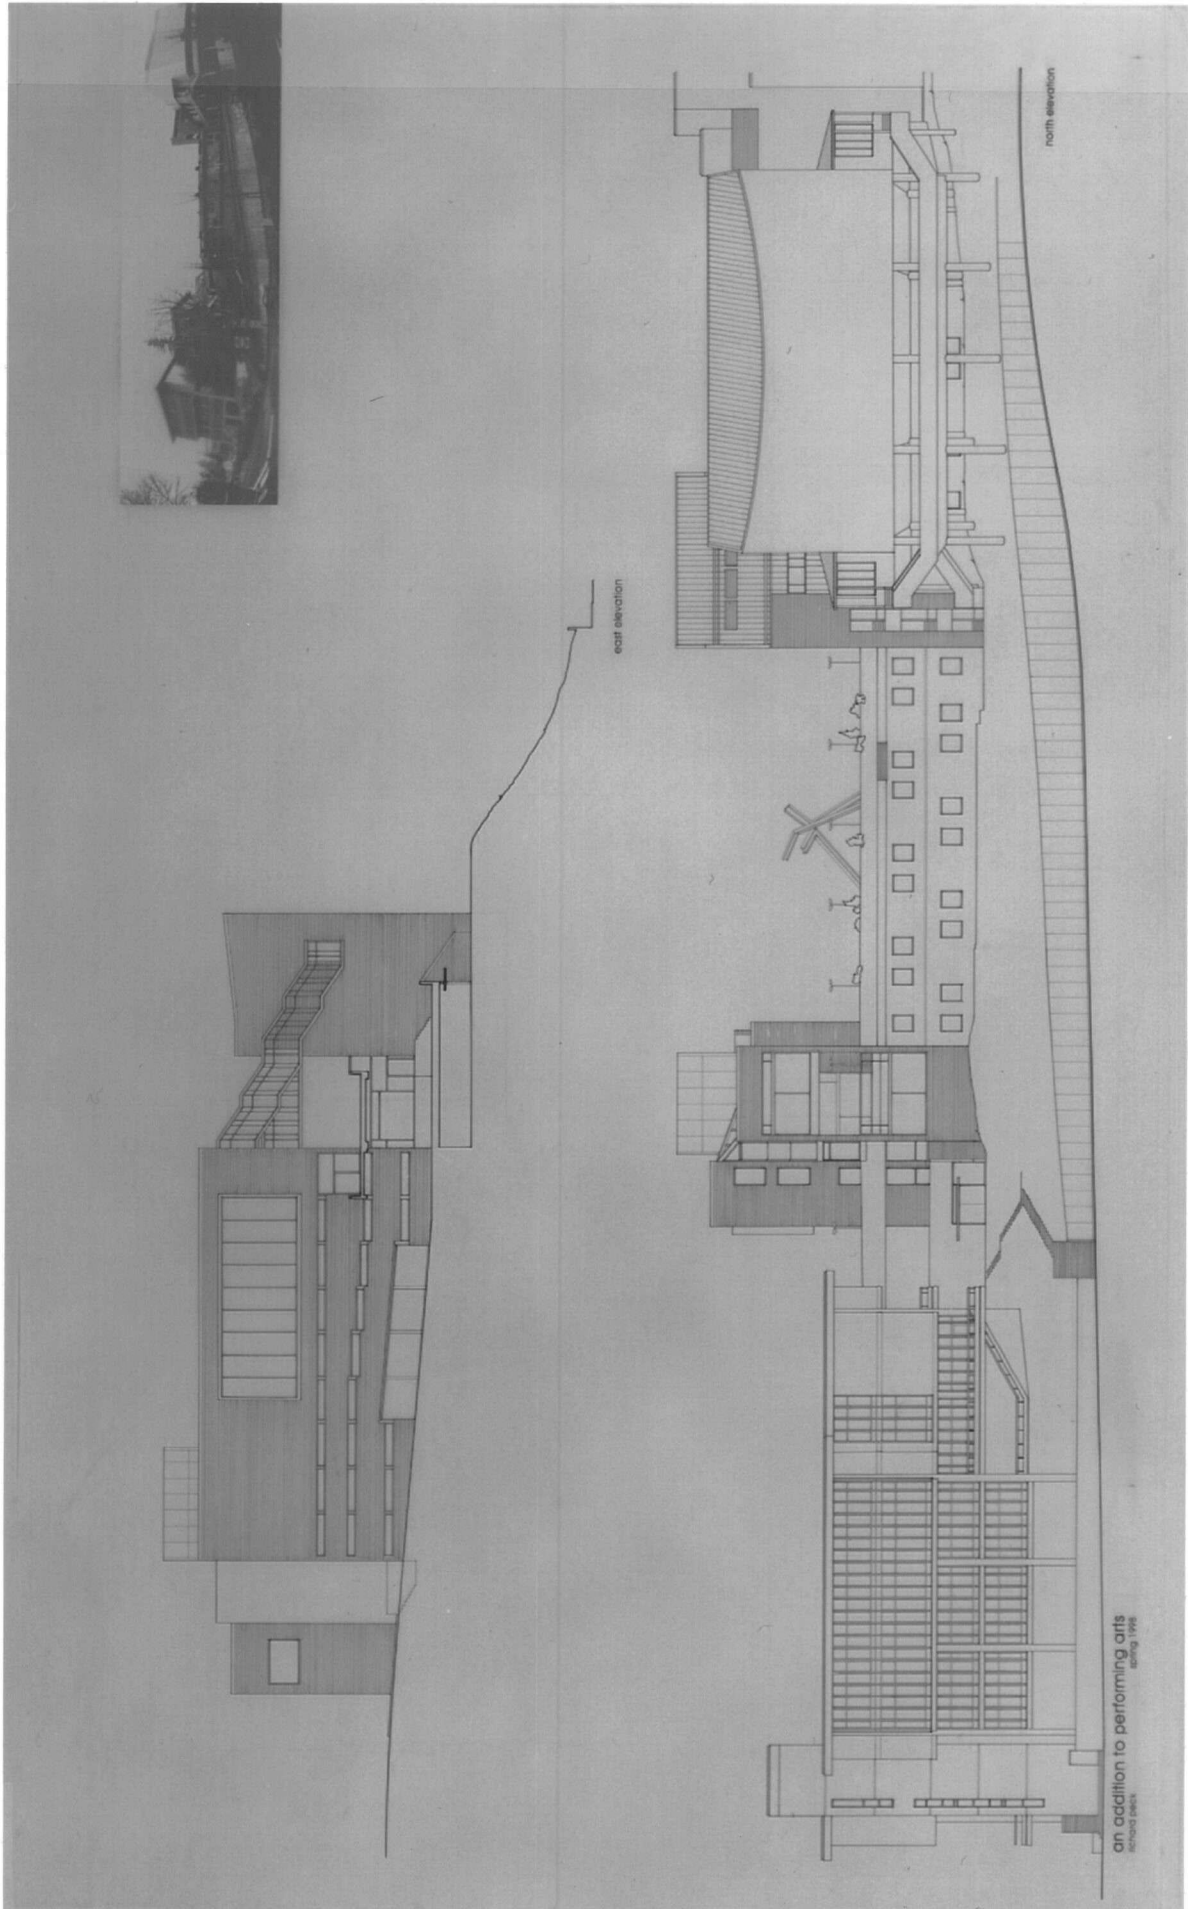 east elevation
north elevation
an addition to performing arts
richard peck
spring 1998